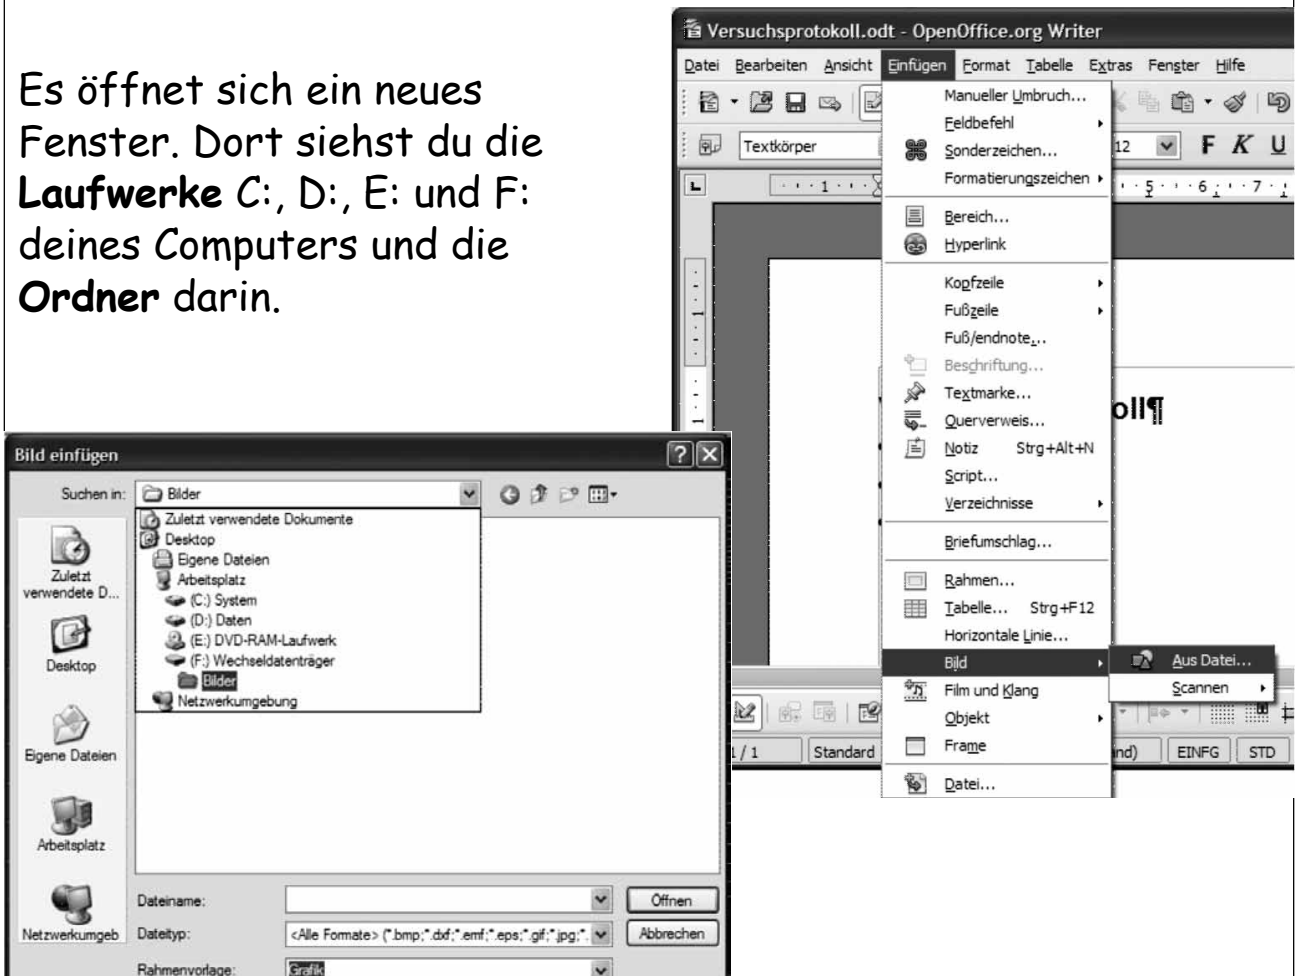 Es öffnet sich ein neues
Fenster. Dort siehst du die
Laufwerke C:, D:, E: und F:
deines Computers und die
Ordner darin.
Versuchsprotokoll.odt - OpenOffice.org Writer
Datei Bearbeiten Ansicht Einfügen Format Tabelle Extras Fenster Hilfe
Textkörper 12 F K U
1 5 6 7
Manueller Umbruch...
Feldbefehl
Sonderzeichen...
Formatierungszeichen
Bereich...
Hyperlink
Kopfzeile
Fußzeile
Fuß/endnote...
Beschriftung...
Textmarke...
Querverweis...
Notiz Strg+Alt+N
Script...
Verzeichnisse
Briefumschlag...
Rahmen...
Tabelle... Strg+F12
Horizontale Linie...
Bild
Film und Klang
Objekt
Frame
Datei...
Aus Datei...
Scannen
oll¶
1 / 1 Standard EINFG STD
Bild einfügen
Suchen in: Bilder
Zuletzt verwendete Dokumente
Desktop
Eigene Dateien
Arbeitsplatz
(C:) System
(D:) Daten
(E:) DVD-RAM-Laufwerk
(F:) Wechseldatenträger
Bilder
Netzwerkumgebung
Zuletzt
verwendete D...
Desktop
Eigene Dateien
Arbeitsplatz
Netzwerkumgeb
Dateiname: Öffnen
Dateityp: <Alle Formate> (*.bmp;*.dxf;*.emf;*.eps;*.gif;*.jpg;*. Abbrechen
Rahmenvorlage: Grafik